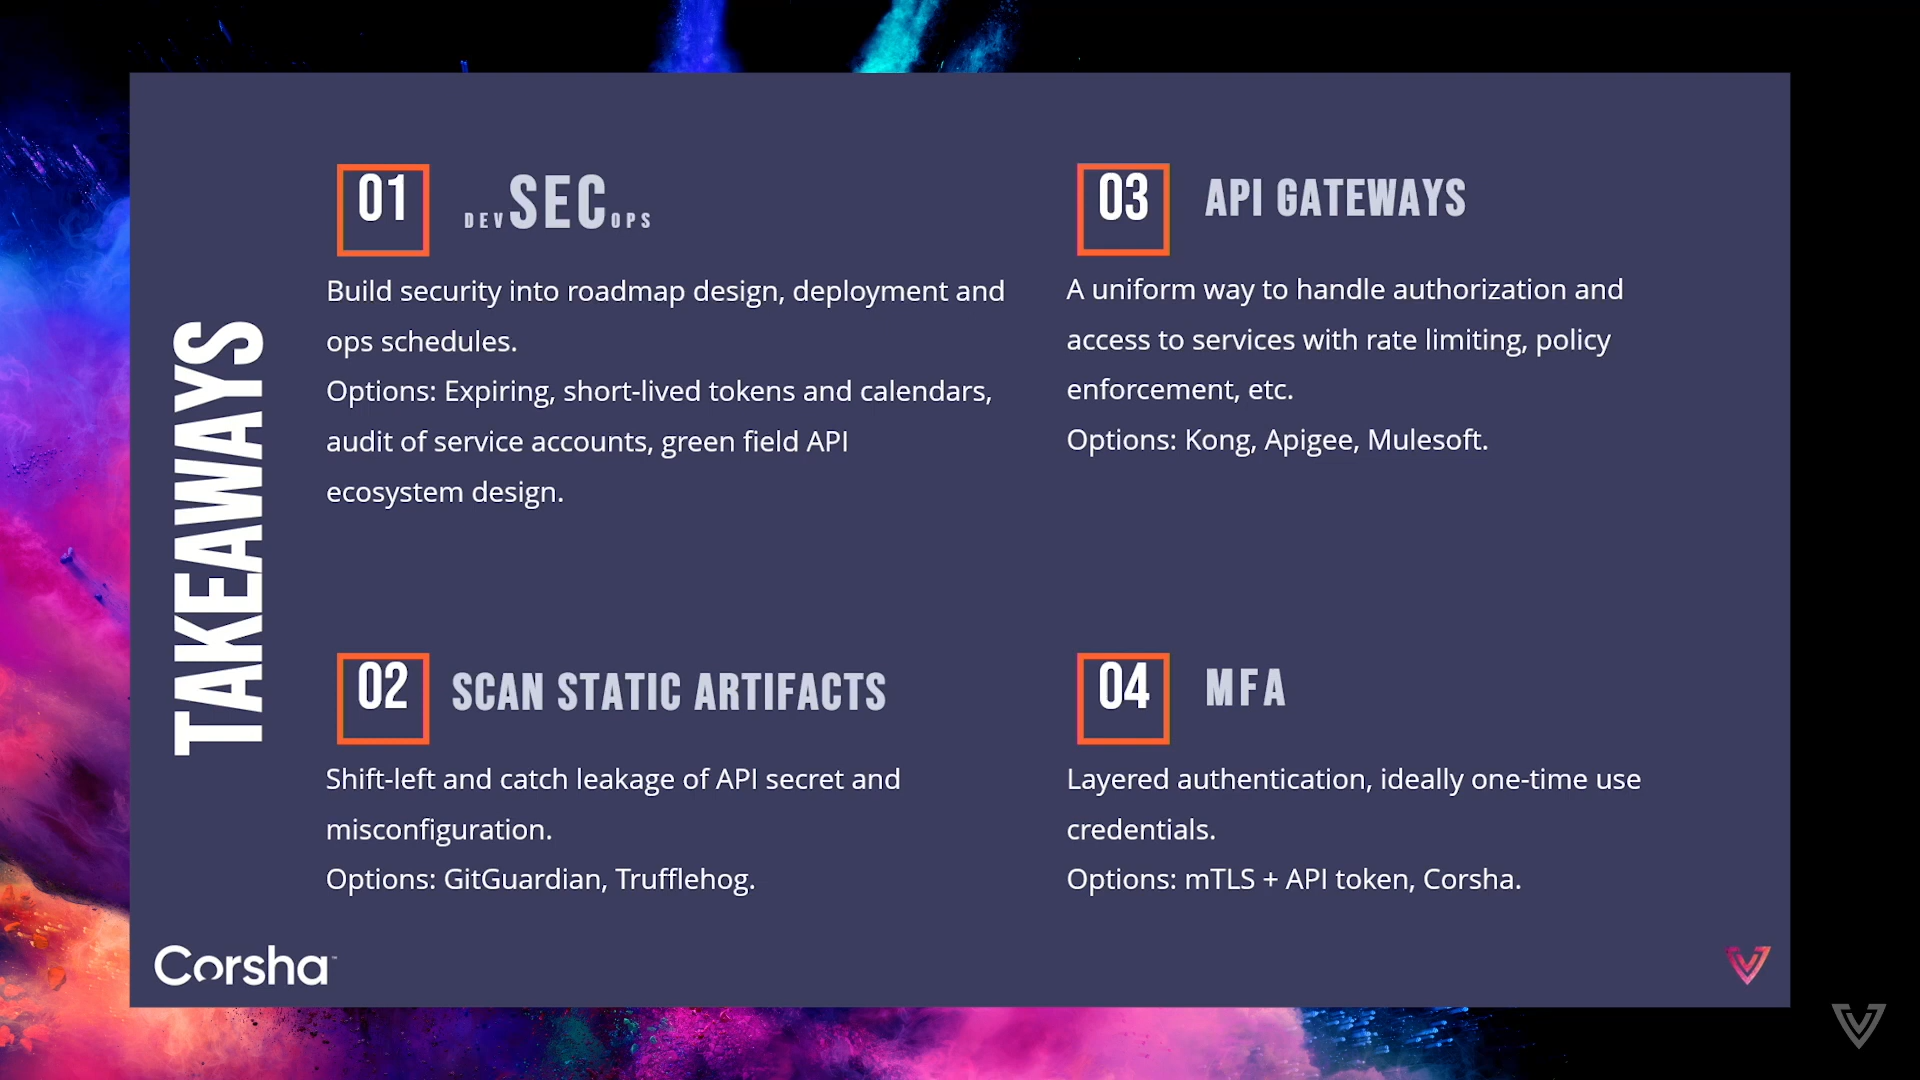 TAKEAWAYS
01
DEVSECOPS
Build security into roadmap design, deployment and
ops schedules.
Options: Expiring, short-lived tokens and calendars,
audit of service accounts, green field API
ecosystem design.
02
SCAN STATIC ARTIFACTS
Shift-left and catch leakage of API secret and
misconfiguration.
Options: GitGuardian, Trufflehog.
03
API GATEWAYS
A uniform way to handle authorization and
access to services with rate limiting, policy
enforcement, etc.
Options: Kong, Apigee, Mulesoft.
04
MFA
Layered authentication, ideally one-time use
credentials.
Options: mTLS + API token, Corsha.
Corsha™